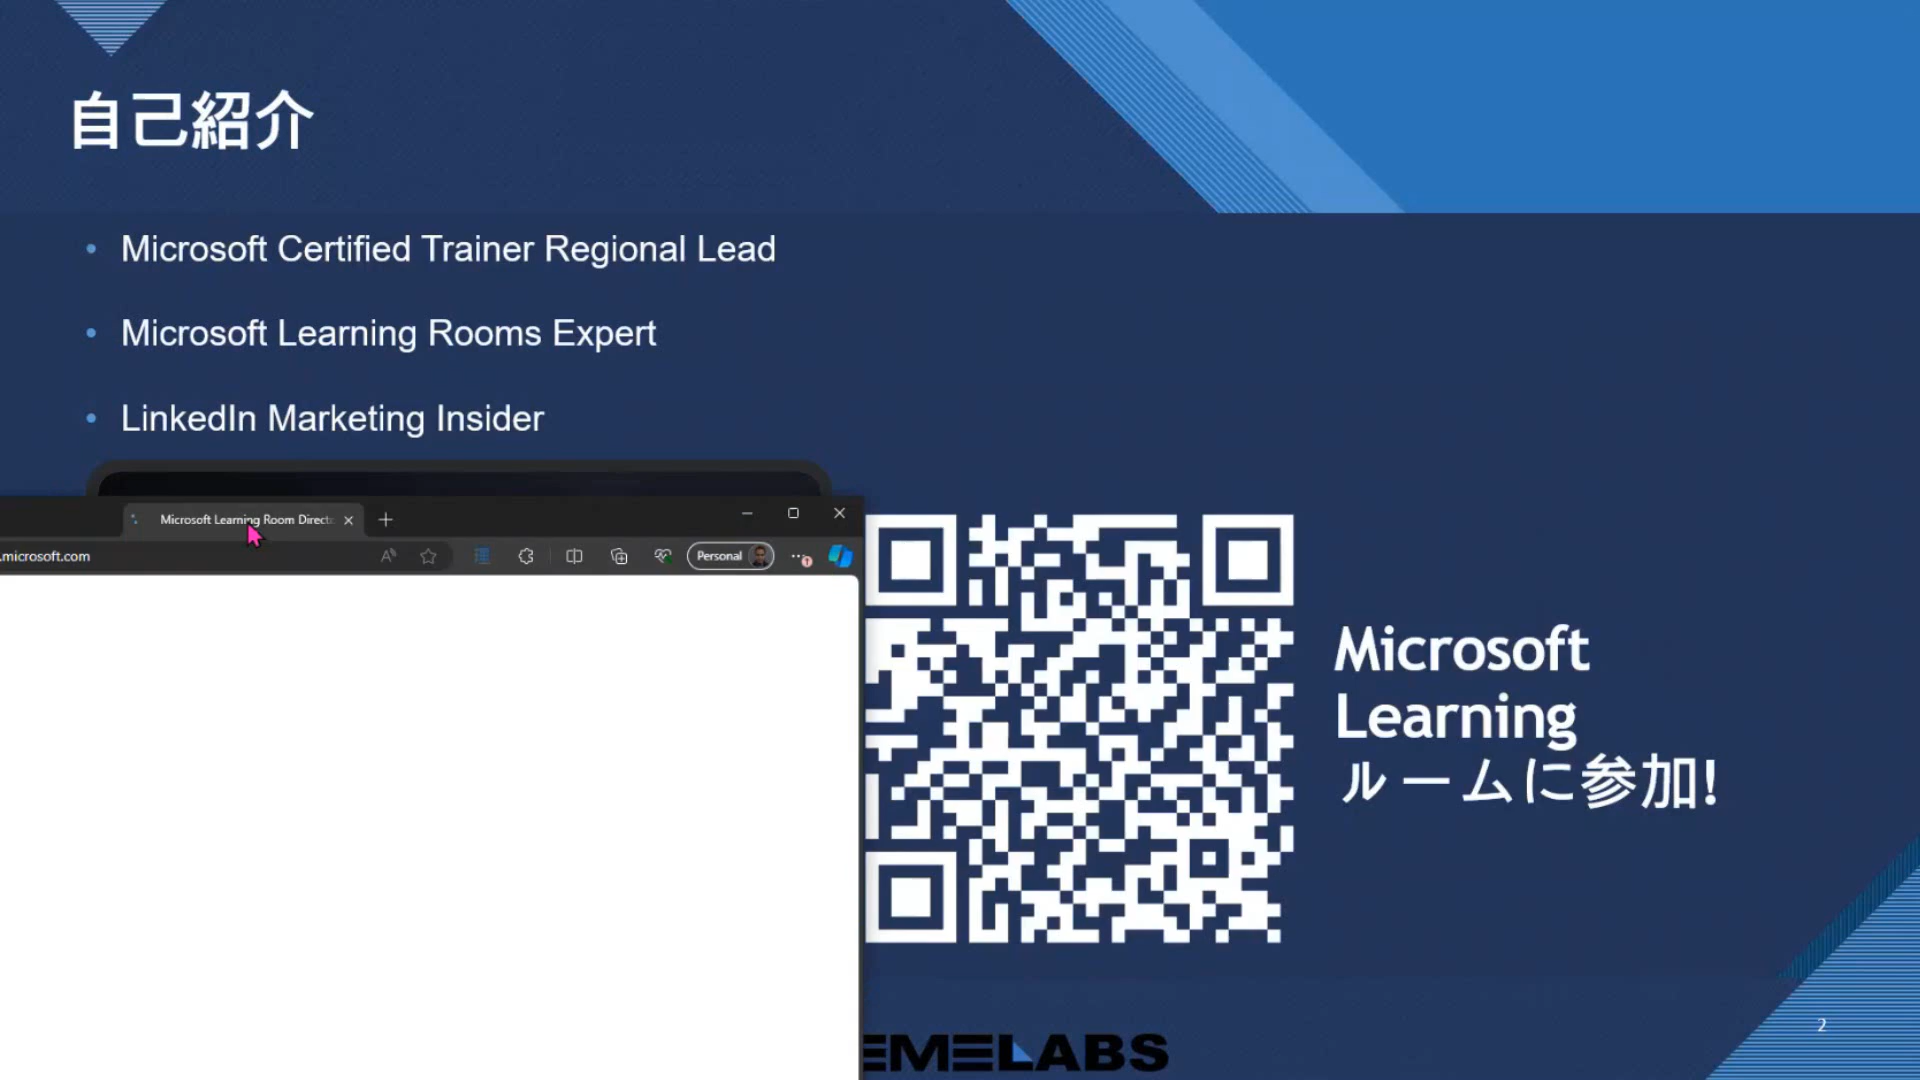 自己紹介
• Microsoft Certified Trainer Regional Lead
• Microsoft Learning Rooms Expert
• LinkedIn Marketing Insider
Microsoft Learning Room Direct
.microsoft.com
Personal
Microsoft
Learning
ルームに参加!
EMELABS
2